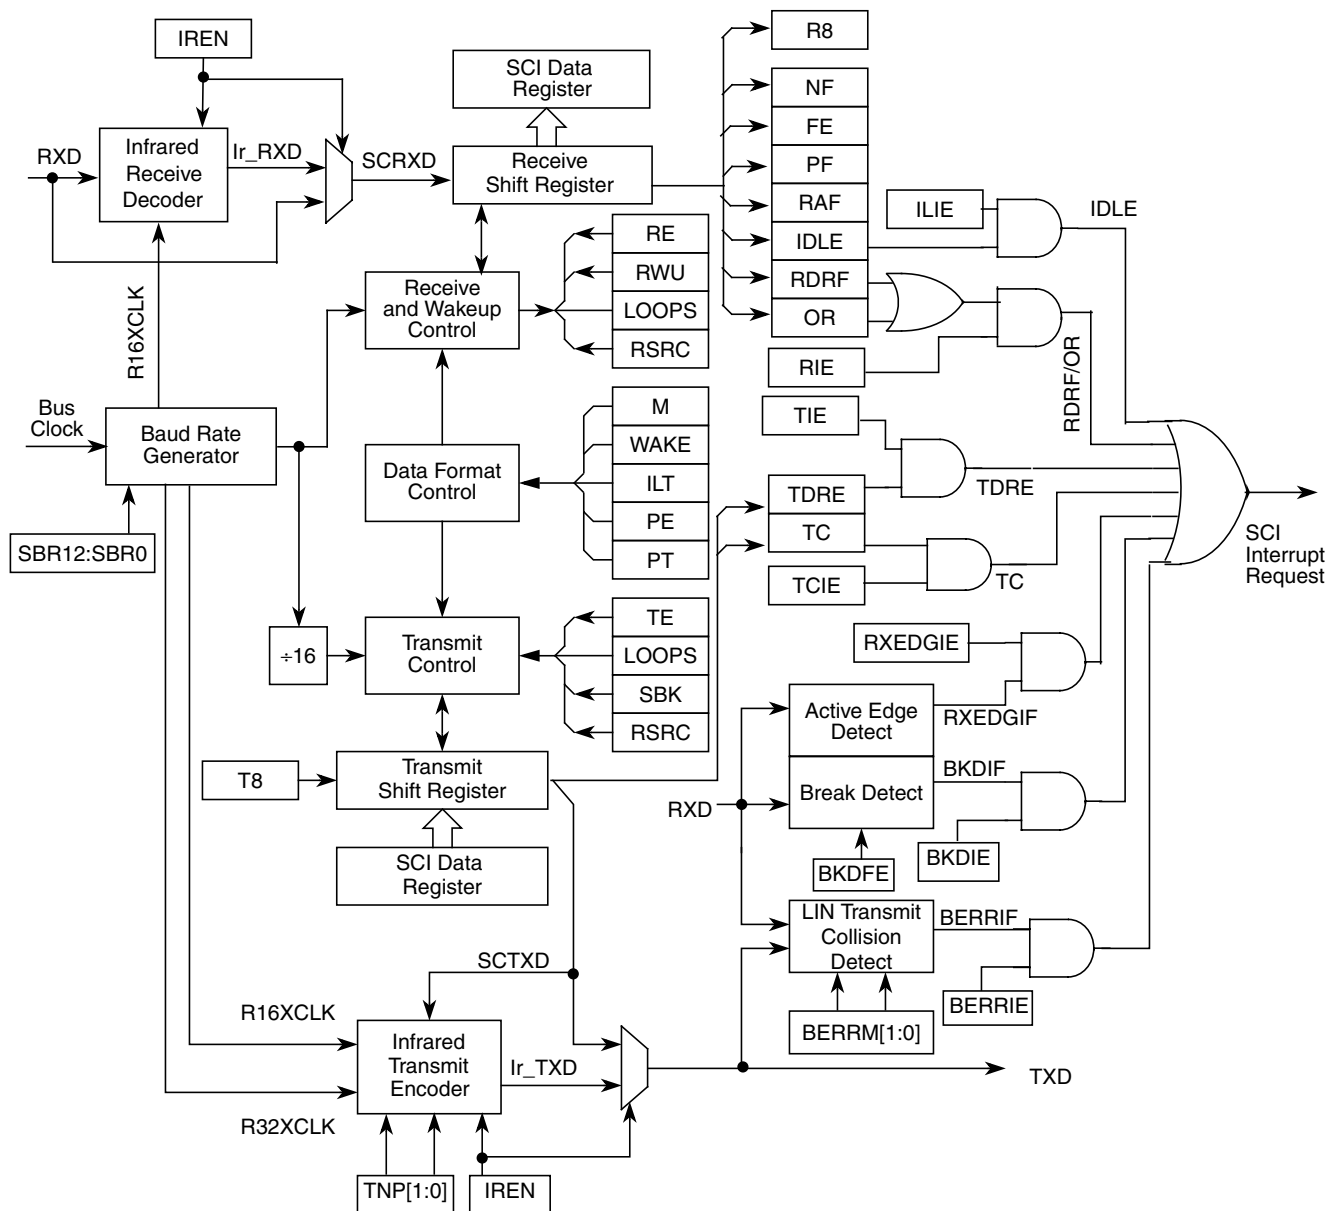 IREN
SCI Data
Register
R8
NF
FE
PF
RAF
IDLE
RDRF
OR
RXD
Infrared
Receive
Decoder
Ir_RXD
SCRXD
Receive
Shift Register
ILIE
IDLE
RE
RWU
LOOPS
RSRC
Receive
and Wakeup
Control
R16XCLK
RIE
RDRF/OR
Bus
Clock
Baud Rate
Generator
SBR12:SBR0
Data Format
Control
M
WAKE
ILT
PE
PT
TIE
TDRE
TC
TCIE
TDRE
TC
SCI
Interrupt
Request
÷16
Transmit
Control
TE
LOOPS
SBK
RSRC
RXEDGIE
Active Edge
Detect
RXEDGIF
Break Detect
BKDIF
RXD
BKDFE
BKDIE
T8
Transmit
Shift Register
SCI Data
Register
LIN Transmit
Collision
Detect
BERRIF
BERRIE
BERRM[1:0]
SCTXD
R16XCLK
Infrared
Transmit
Encoder
Ir_TXD
R32XCLK
TXD
TNP[1:0]
IREN